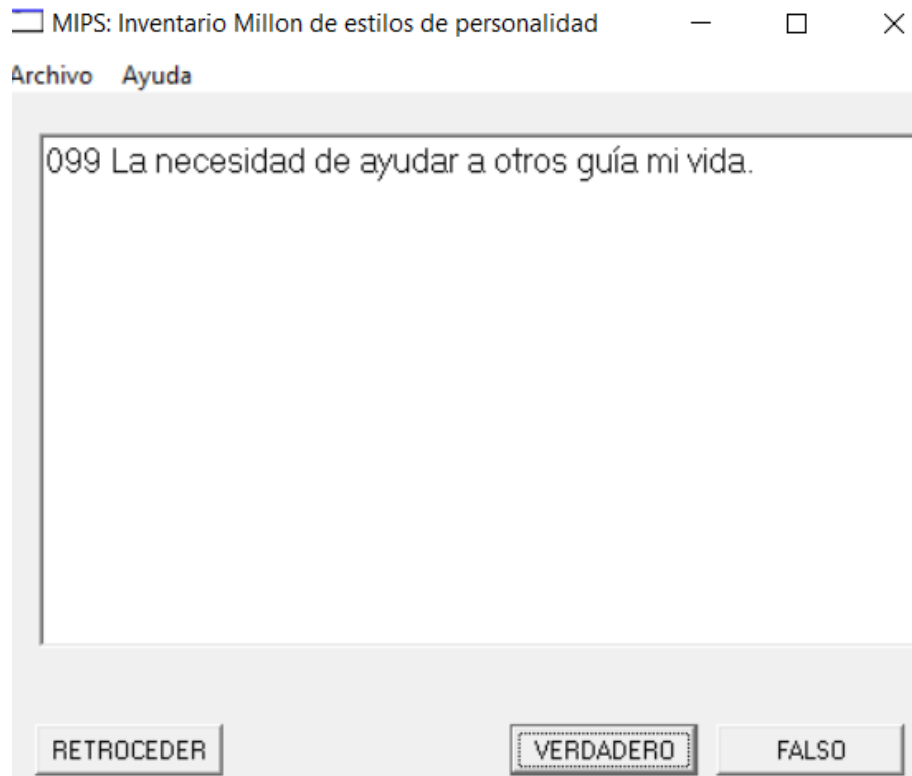 MIPS: Inventario Millon de estilos de personalidad
Archivo Ayuda
099 La necesidad de ayudar a otros guía mi vida.
RETROCEDER VERDADERO FALSO